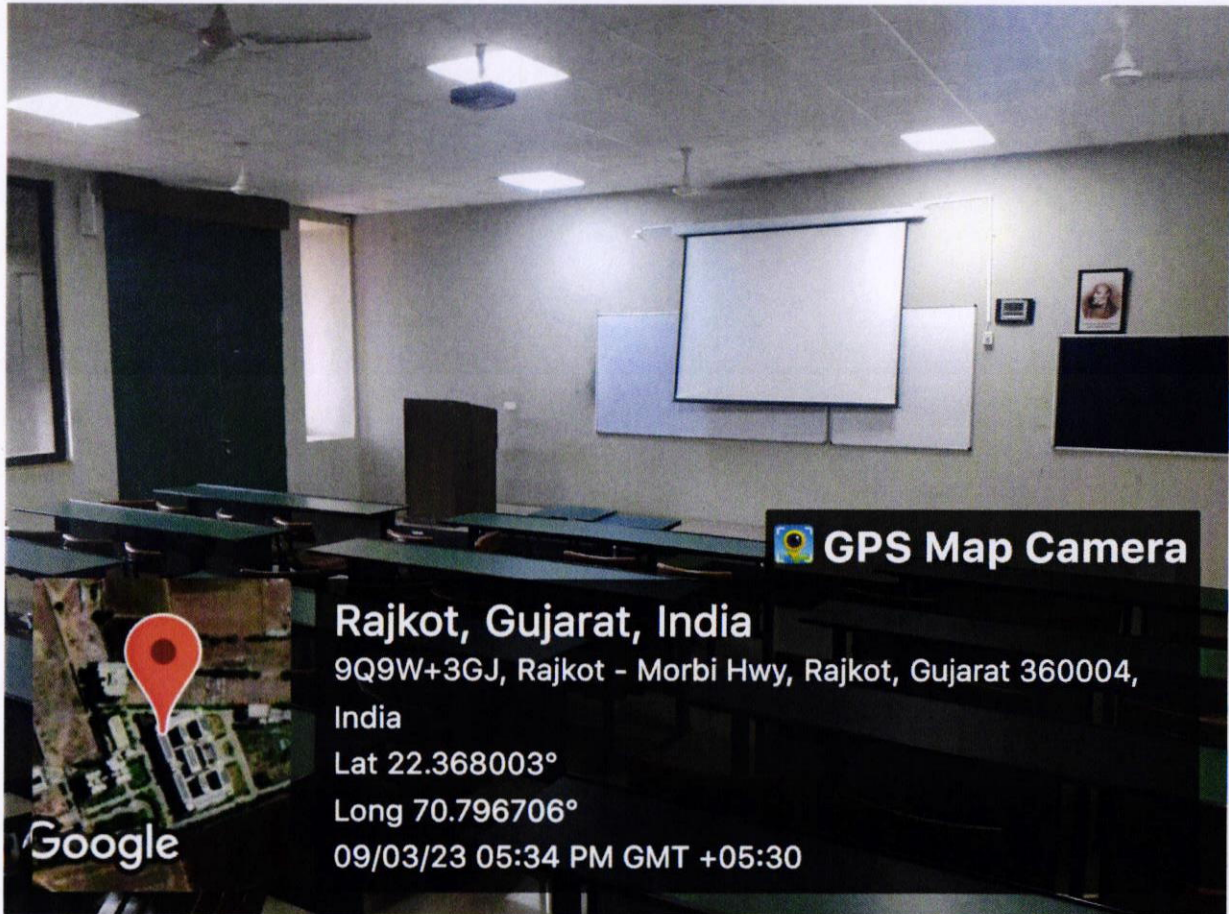 GPS Map Camera
Rajkot, Gujarat, India
9Q9W+3GJ, Rajkot - Morbi Hwy, Rajkot, Gujarat 360004,
India
Lat 22.368003°
Long 70.796706°
09/03/23 05:34 PM GMT +05:30
Google